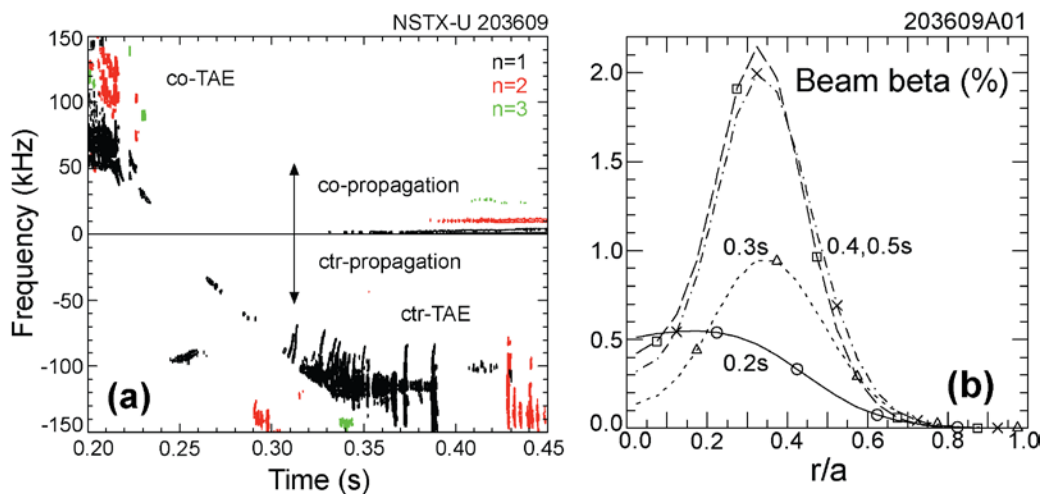 NSTX-U 203609
150
100
50
0
-50
-100
-150
Frequency (kHz)
co-TAE
n=1
n=2
n=3
co-propagation
ctr-propagation
ctr-TAE
(a)
0.20 0.25 0.30 0.35 0.40 0.45
Time (s)
203609A01
Beam beta (%)
2.0
1.5
1.0
0.5
0.0
0.3s
0.4,0.5s
0.2s
(b)
0.0 0.2 0.4 0.6 0.8 1.0
r/a